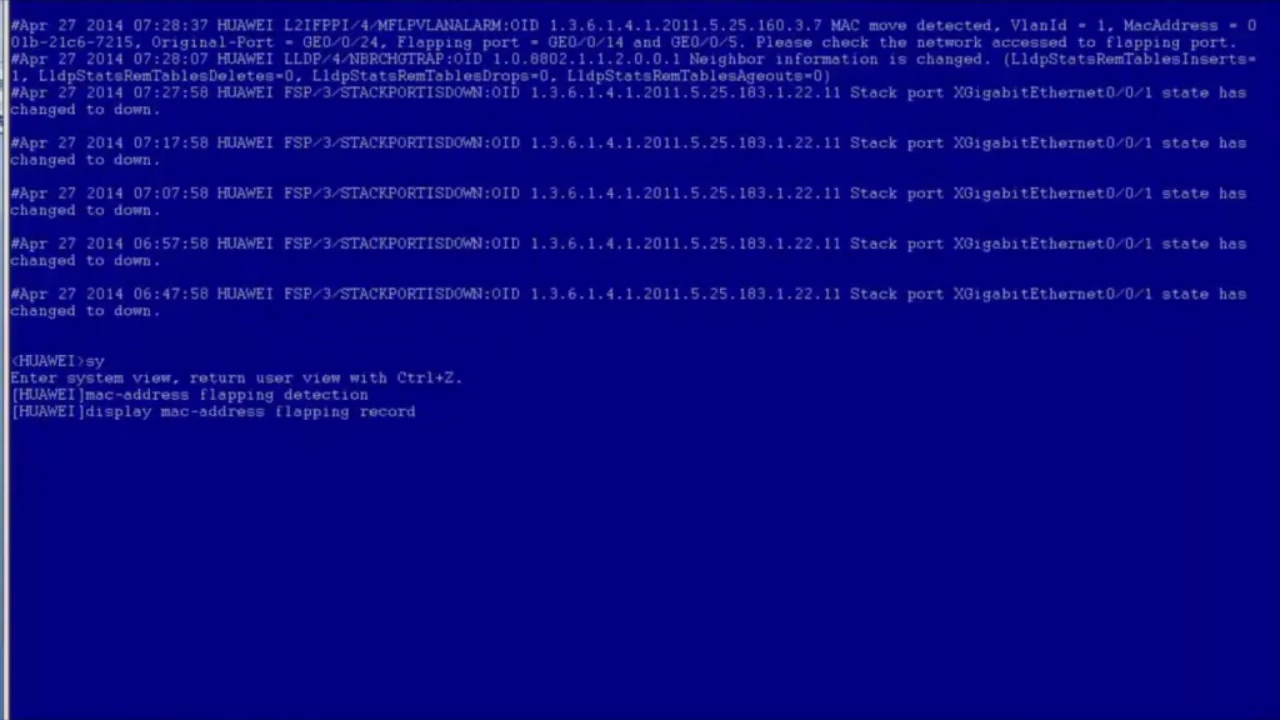 #Apr 27 2014 07:28:37 HUAWEI L2IFPPI/4/MFLPVLANALARM:OID 1.3.6.1.4.1.2011.5.25.160.3.7 MAC move detected, VlanId = 1, MacAddress = 0
01b-21c6-7215, Original-Port = GE0/0/24, Flapping port = GE0/0/14 and GE0/0/5. Please check the network accessed to flapping port.
#Apr 27 2014 07:28:07 HUAWEI LLDP/4/NBRCHGTRAP:OID 1.0.8802.1.1.2.0.0.1 Neighbor information is changed. (LldpStatsRemTablesInserts=
1, LldpStatsRemTablesDeletes=0, LldpStatsRemTablesDrops=0, LldpStatsRemTablesAgeouts=0)
#Apr 27 2014 07:27:58 HUAWEI FSP/3/STACKPORTISDOWN:OID 1.3.6.1.4.1.2011.5.25.183.1.22.11 Stack port XGigabitEthernet0/0/1 state has
changed to down.
#Apr 27 2014 07:17:58 HUAWEI FSP/3/STACKPORTISDOWN:OID 1.3.6.1.4.1.2011.5.25.183.1.22.11 Stack port XGigabitEthernet0/0/1 state has
changed to down.
#Apr 27 2014 07:07:58 HUAWEI FSP/3/STACKPORTISDOWN:OID 1.3.6.1.4.1.2011.5.25.183.1.22.11 Stack port XGigabitEthernet0/0/1 state has
changed to down.
#Apr 27 2014 06:57:58 HUAWEI FSP/3/STACKPORTISDOWN:OID 1.3.6.1.4.1.2011.5.25.183.1.22.11 Stack port XGigabitEthernet0/0/1 state has
changed to down.
#Apr 27 2014 06:47:58 HUAWEI FSP/3/STACKPORTISDOWN:OID 1.3.6.1.4.1.2011.5.25.183.1.22.11 Stack port XGigabitEthernet0/0/1 state has
changed to down.
<HUAWEI>sy
Enter system view, return user view with Ctrl+Z.
[HUAWEI]mac-address flapping detection
[HUAWEI]display mac-address flapping record